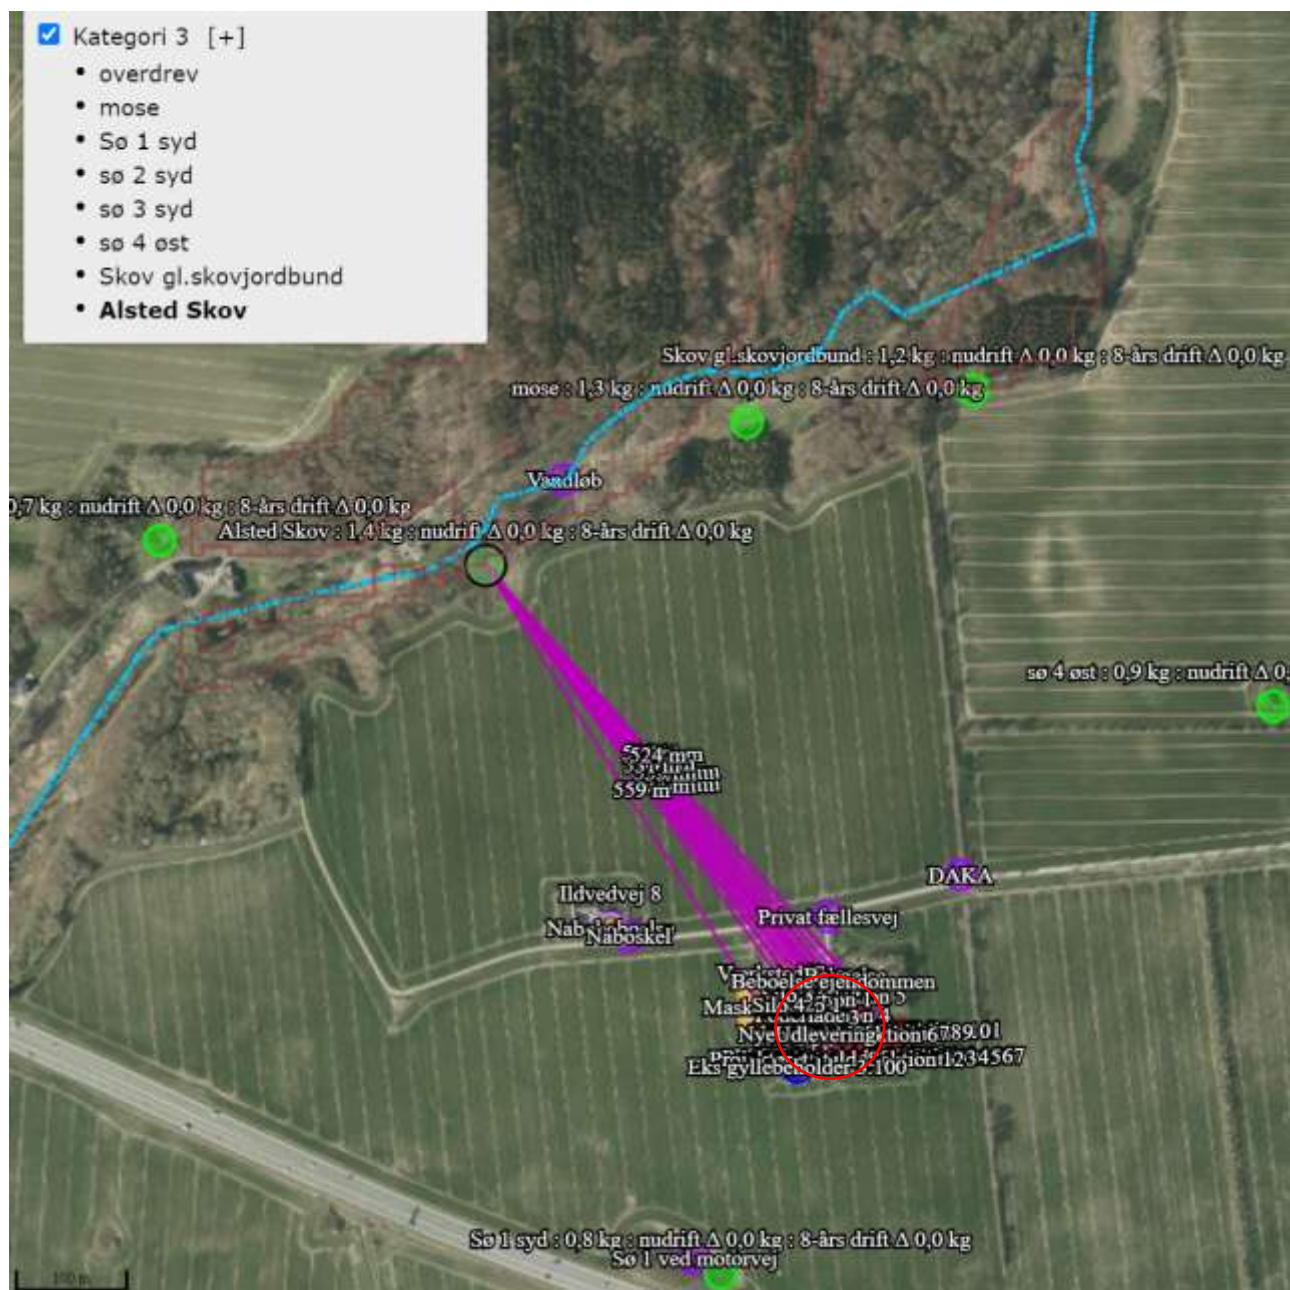 Kategori 3 [+]
overdrev
mose
Sø 1 syd
sø 2 syd
sø 3 syd
sø 4 øst
Skov gl.skovjordbund
Alsted Skov
Skov gl.skovjordbund : 1,2 kg : nudrift Δ 0,0 kg : 8-års drift Δ 0,0 kg
mose : 1,3 kg : nudrift Δ 0,0 kg : 8-års drift Δ 0,0 kg
Vandløb
0,7 kg : nudrift Δ 0,0 kg : 8-års drift Δ 0,0 kg
Alsted Skov : 1,4 kg : nudrift Δ 0,0 kg : 8-års drift Δ 0,0 kg
sø 4 øst : 0,9 kg : nudrift Δ 0,
524 m
559 m
DAKA
Ildvedvej 8
Privat fællesvej
Naboskel
Beboelse ejendommen
Eks gyllebeholder
Sø 1 syd : 0,8 kg : nudrift Δ 0,0 kg : 8-års drift Δ 0,0 kg
Sø 1 ved motorvej
100 m